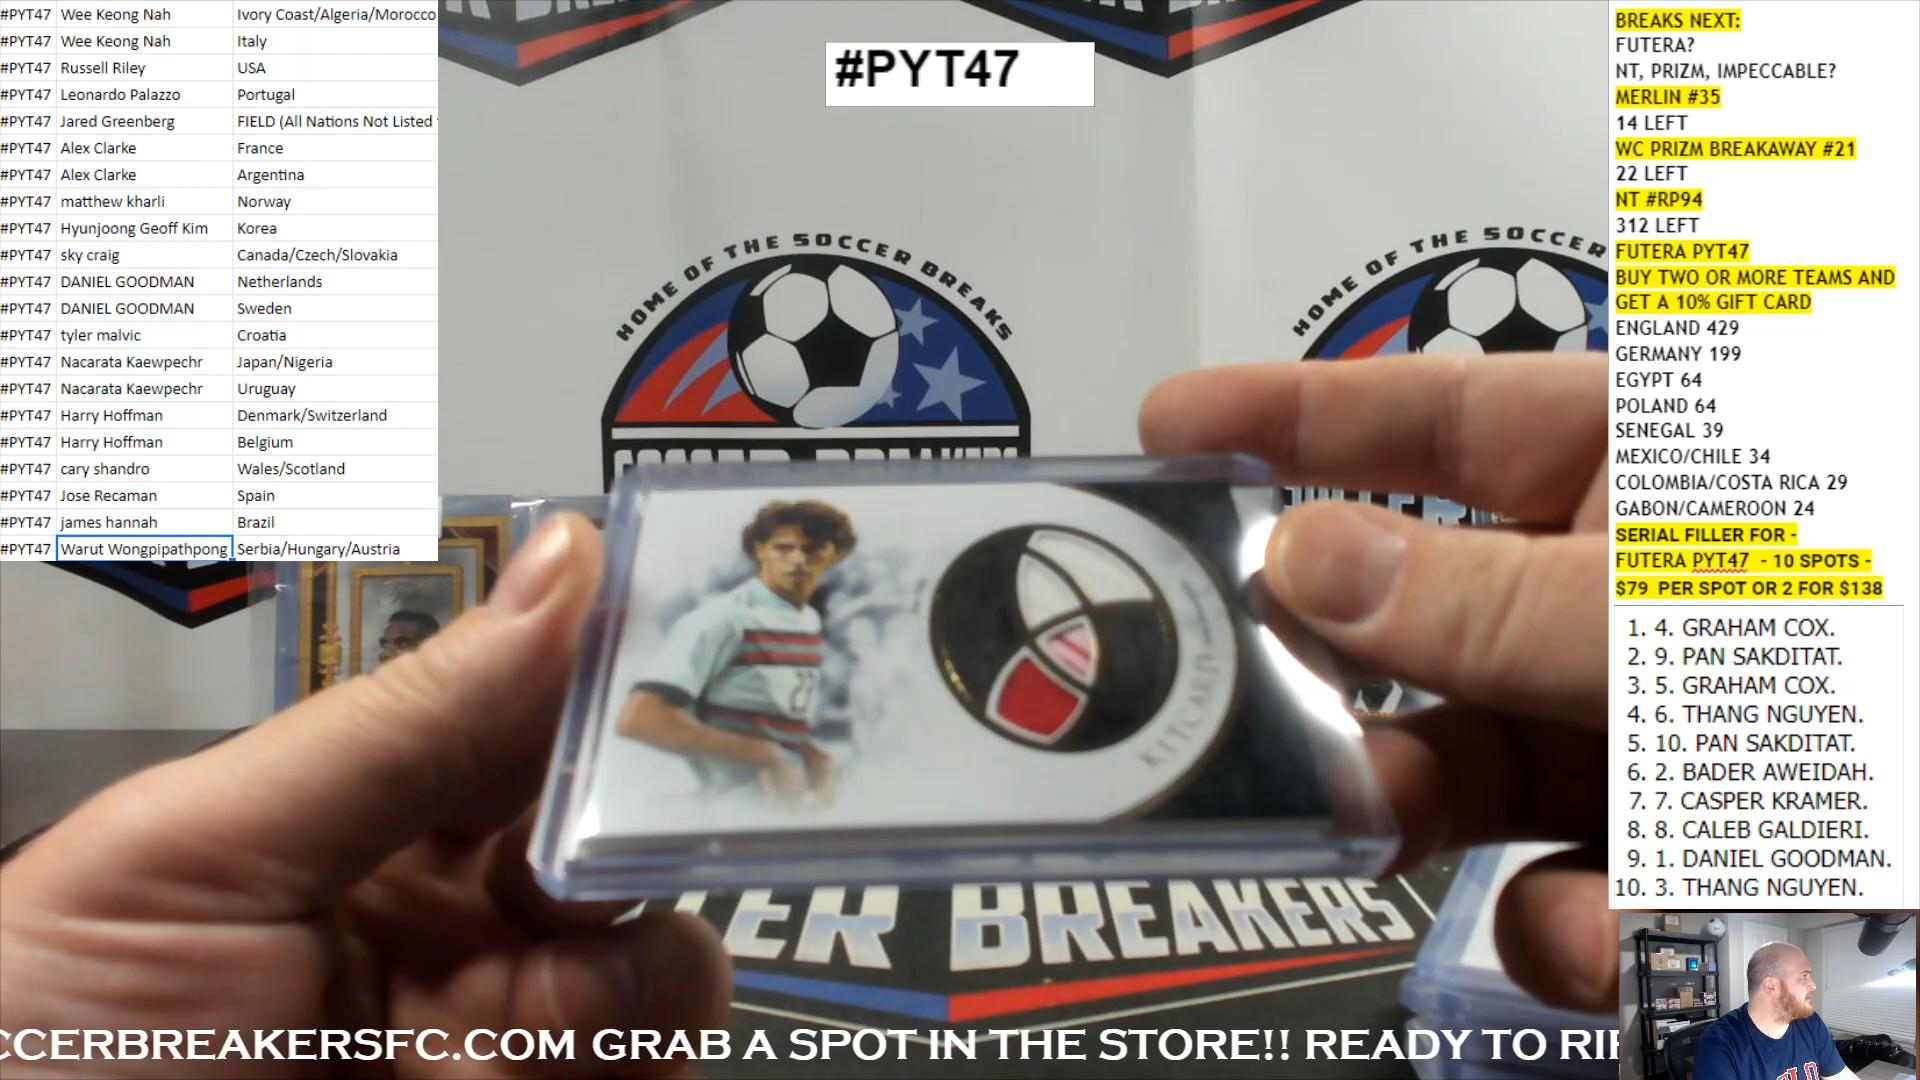 #PYT47 Wee Keong Nah Ivory Coast/Algeria/Morocco
#PYT47 Wee Keong Nah Italy
#PYT47 Russell Riley USA
#PYT47 Leonardo Palazzo Portugal
#PYT47 Jared Greenberg FIELD (All Nations Not Listed
#PYT47 Alex Clarke France
#PYT47 Alex Clarke Argentina
#PYT47 matthew kharli Norway
#PYT47 Hyunjoong Geoff Kim Korea
#PYT47 sky craig Canada/Czech/Slovakia
#PYT47 DANIEL GOODMAN Netherlands
#PYT47 DANIEL GOODMAN Sweden
#PYT47 tyler malvic Croatia
#PYT47 Nacarata Kaewpechr Japan/Nigeria
#PYT47 Nacarata Kaewpechr Uruguay
#PYT47 Harry Hoffman Denmark/Switzerland
#PYT47 Harry Hoffman Belgium
#PYT47 cary shandro Wales/Scotland
#PYT47 Jose Recaman Spain
#PYT47 james hannah Brazil
#PYT47 Warut Wongpipathpong Serbia/Hungary/Austria
#PYT47
HOME OF THE SOCCER BREAKS
SOCCER BREAKERS
HOME OF THE SOCCER
23
KITCARD
BREAKERS
BREAKS NEXT:
FUTERA?
NT, PRIZM, IMPECCABLE?
MERLIN #35
14 LEFT
WC PRIZM BREAKAWAY #21
22 LEFT
NT #RP94
312 LEFT
FUTERA PYT47
BUY TWO OR MORE TEAMS AND
GET A 10% GIFT CARD
ENGLAND 429
GERMANY 199
EGYPT 64
POLAND 64
SENEGAL 39
MEXICO/CHILE 34
COLOMBIA/COSTA RICA 29
GABON/CAMEROON 24
SERIAL FILLER FOR -
FUTERA PYT47 - 10 SPOTS -
$79 PER SPOT OR 2 FOR $138
1. 4. GRAHAM COX.
2. 9. PAN SAKDITAT.
3. 5. GRAHAM COX.
4. 6. THANG NGUYEN.
5. 10. PAN SAKDITAT.
6. 2. BADER AWEIDAH.
7. 7. CASPER KRAMER.
8. 8. CALEB GALDIERI.
9. 1. DANIEL GOODMAN.
10. 3. THANG NGUYEN.
CCERBREAKERSFC.COM GRAB A SPOT IN THE STORE!! READY TO RI